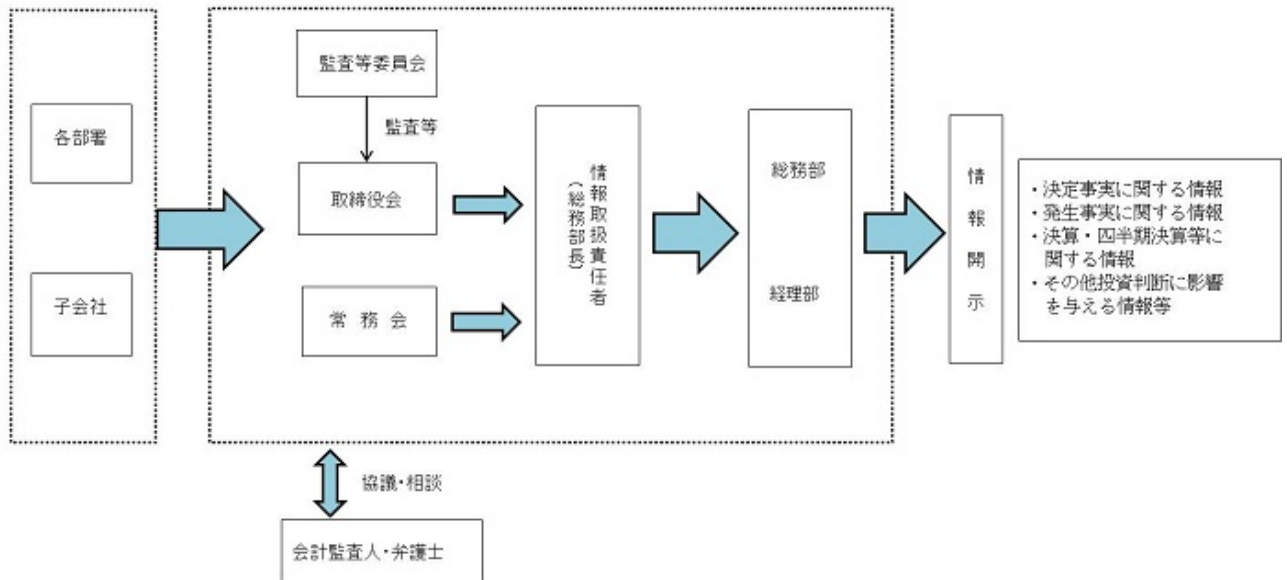 各部署
子会社
監査等委員会
監査等
取締役会
常 務 会
情報取扱責任者
（総務部長）
総務部
経理部
情報開示
・決定事実に関する情報
・発生事実に関する情報
・決算・四半期決算等に
関する情報
・その他投資判断に影響
を与える情報等
協議・相談
会計監査人・弁護士